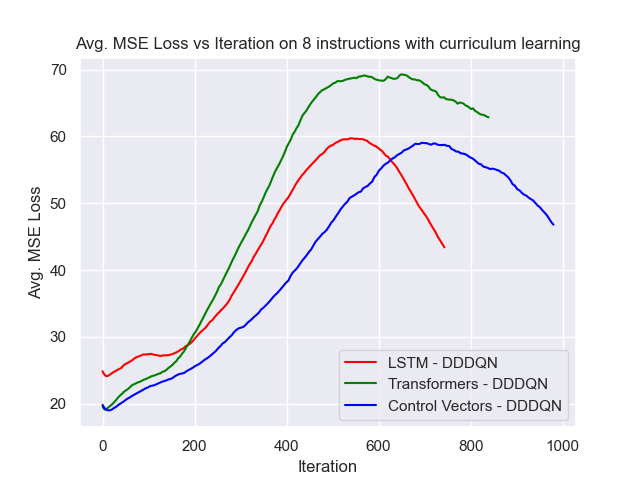 Avg. MSE Loss vs Iteration on 8 instructions with curriculum learning
70
60
50
40
30
20
Avg. MSE Loss
0 200 400 600 800 1000
Iteration
LSTM - DDDQN
Transformers - DDDQN
Control Vectors - DDDQN